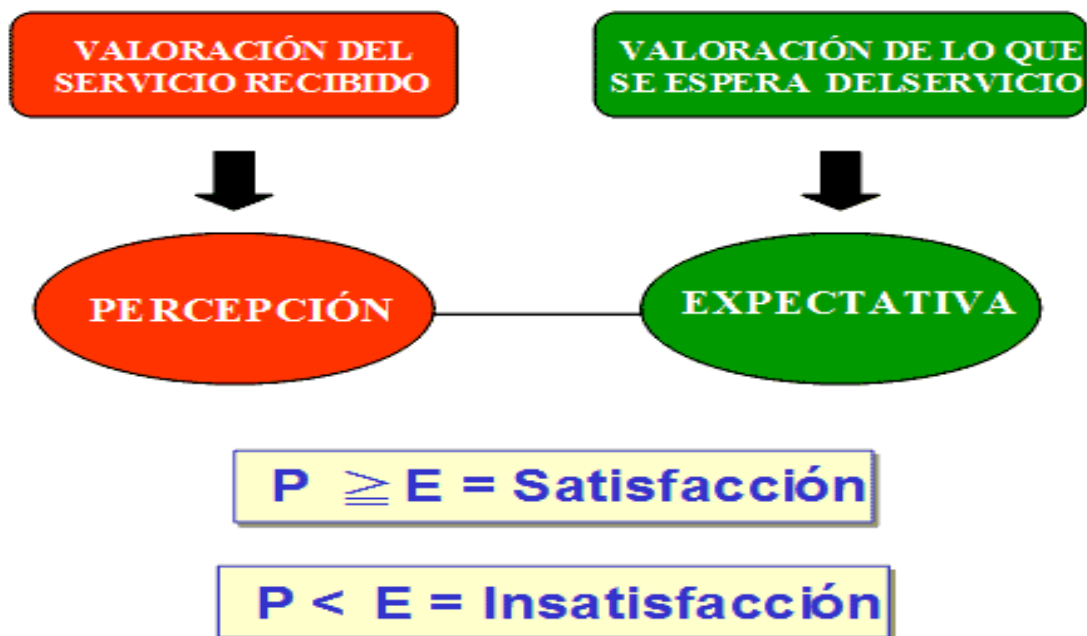 VALORACIÓN DEL
SERVICIO RECIBIDO
VALORACIÓN DE LO QUE
SE ESPERA DELSERVICIO
PERCEPCIÓN
EXPECTATIVA
P ≧ E = Satisfacción
P < E = Insatisfacción